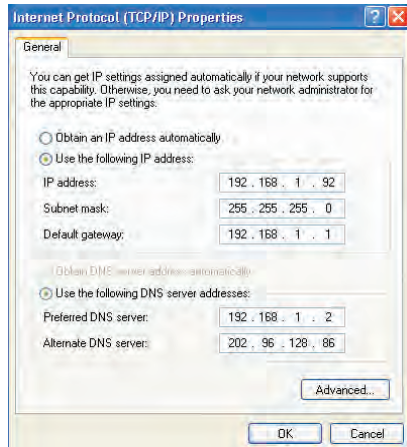 Internet Protocol (TCP/IP) Properties
General
You can get IP settings assigned automatically if your network supports
this capability. Otherwise, you need to ask your network administrator for
the appropriate IP settings.
Obtain an IP address automatically
Use the following IP address:
IP address: 192 . 168 . 1 . 92
Subnet mask: 255 . 255 . 255 . 0
Default gateway: 192 . 168 . 1 . 1
Obtain DNS server address automatically
Use the following DNS server addresses:
Preferred DNS server: 192 . 168 . 1 . 2
Alternate DNS server: 202 . 96 . 128 . 86
Advanced...
OK Cancel